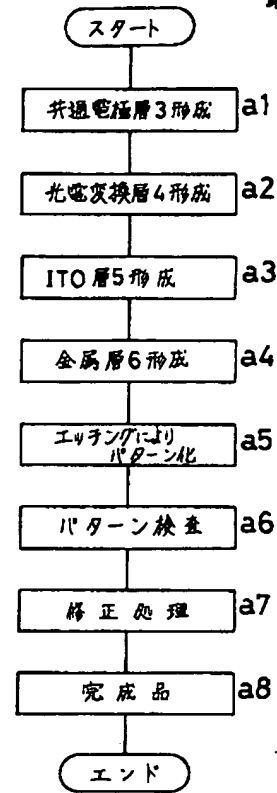 スタート
共通電極層3形成 a1
光電変換層4形成 a2
ITO層5形成 a3
金属層6形成 a4
エッチングにより
パターン化 a5
パターン検査 a6
修正処理 a7
完成品 a8
エンド